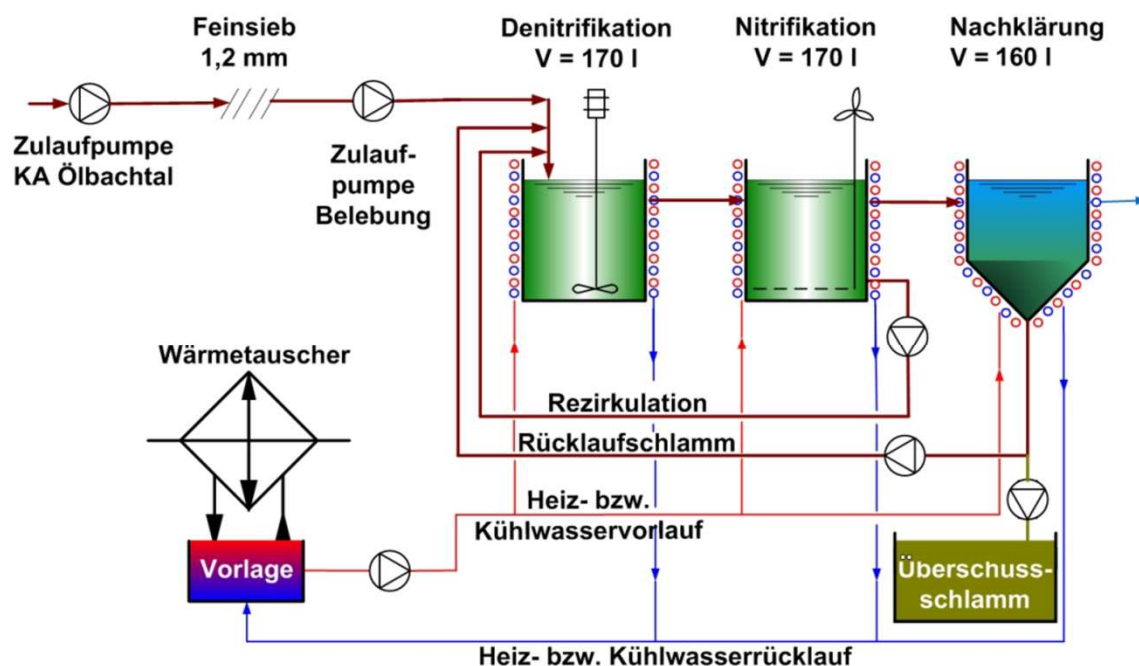 Feinsieb
1,2 mm
Denitrifikation
V = 170 l
Nitrifikation
V = 170 l
Nachklärung
V = 160 l
Zulaufpumpe
KA Ölbachtal
Zulauf-
pumpe
Belebung
Wärmetauscher
Rezirkulation
Rücklaufschlamm
Heiz- bzw.
Kühlwasservorlauf
Vorlage
Überschuss-
schlamm
Heiz- bzw. Kühlwasserrücklauf